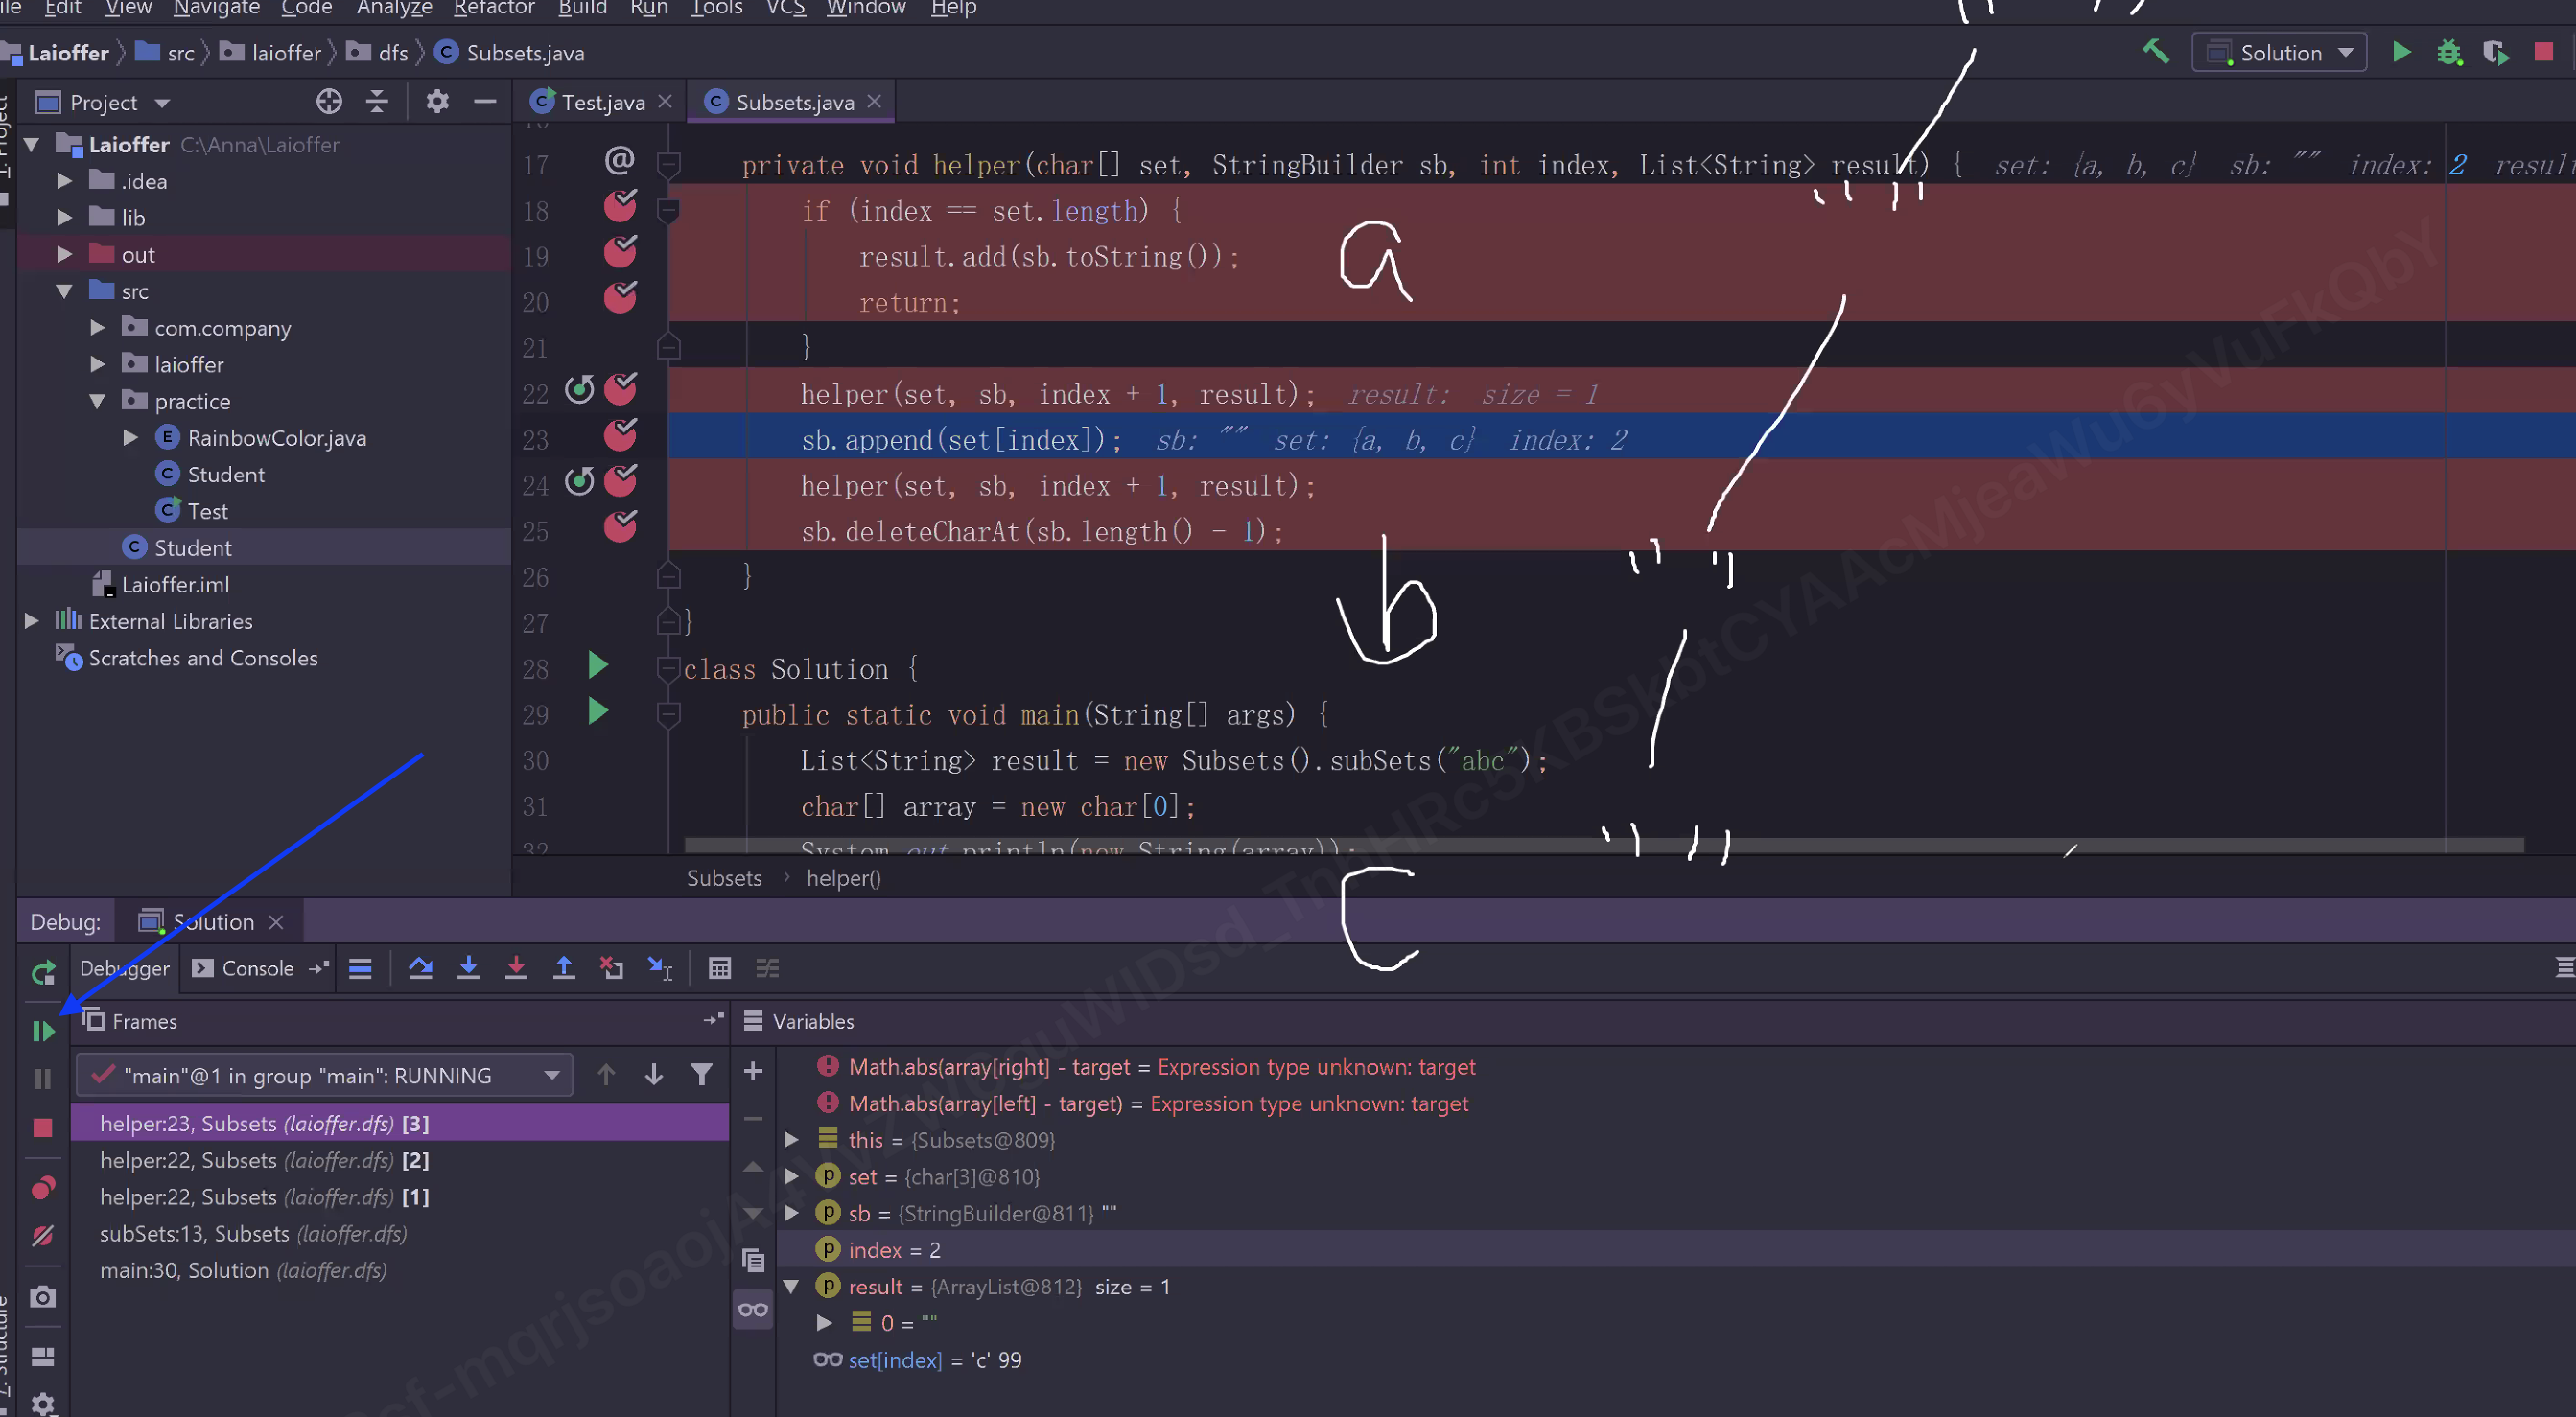 File Edit View Navigate Code Analyze Refactor Build Run Tools VCS Window Help
Laioffer src laioffer dfs Subsets.java Solution
Project Test.java Subsets.java
Laioffer C:\Anna\Laioffer
.idea
lib
out
src
com.company
laioffer
practice
RainbowColor.java
Student
Test
Student
Laioffer.iml
External Libraries
Scratches and Consoles
17 private void helper(char[] set, StringBuilder sb, int index, List<String> result) { set: {a, b, c} sb: "" index: 2 result
18 if (index == set.length) {
19 result.add(sb.toString());
20 return;
21 }
22 helper(set, sb, index + 1, result); result: size = 1
23 sb.append(set[index]); sb: "" set: {a, b, c} index: 2
24 helper(set, sb, index + 1, result);
25 sb.deleteCharAt(sb.length() - 1);
26 }
27 }
28 class Solution {
29 public static void main(String[] args) {
30 List<String> result = new Subsets().subSets("abc");
31 char[] array = new char[0];
32 System.out.println(new String(array));
a
" "
b
" "
" "
c
Subsets helper()
Debug: Solution
Debugger Console
Frames
"main"@1 in group "main": RUNNING
helper:23, Subsets (laioffer.dfs) [3]
helper:22, Subsets (laioffer.dfs) [2]
helper:22, Subsets (laioffer.dfs) [1]
subSets:13, Subsets (laioffer.dfs)
main:30, Solution (laioffer.dfs)
Variables
Math.abs(array[right] - target = Expression type unknown: target
Math.abs(array[left] - target) = Expression type unknown: target
this = {Subsets@809}
set = {char[3]@810}
sb = {StringBuilder@811} ""
index = 2
result = {ArrayList@812} size = 1
0 = ""
set[index] = 'c' 99